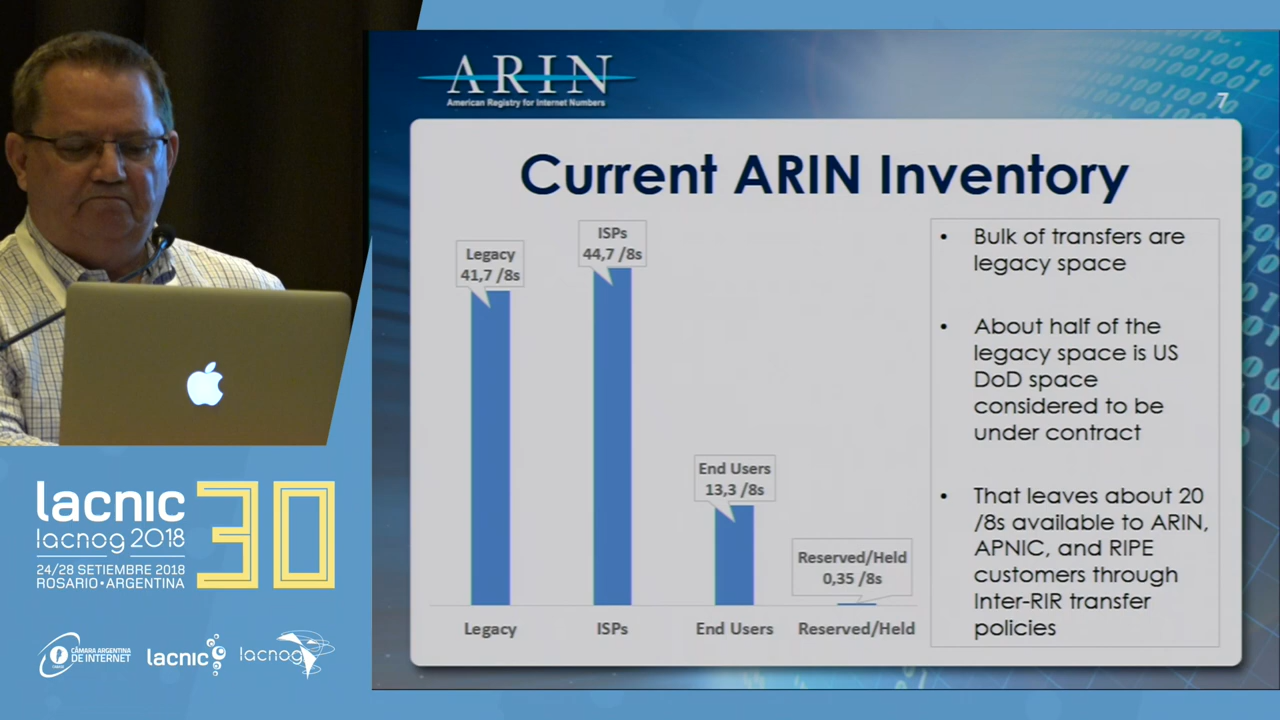 ARIN
American Registry for Internet Numbers
7
Current ARIN Inventory
Legacy
41,7 /8s
ISPs
44,7 /8s
End Users
13,3 /8s
Reserved/Held
0,35 /8s
Legacy
ISPs
End Users
Reserved/Held
• Bulk of transfers are
legacy space
• About half of the
legacy space is US
DoD space
considered to be
under contract
• That leaves about 20
/8s available to ARIN,
APNIC, and RIPE
customers through
Inter-RIR transfer
policies
lacnic 30
lacnog 2018
24/28 SETIEMBRE 2018
ROSARIO•ARGENTINA
CÁMARA ARGENTINA
DE INTERNET
lacnic
lacnog